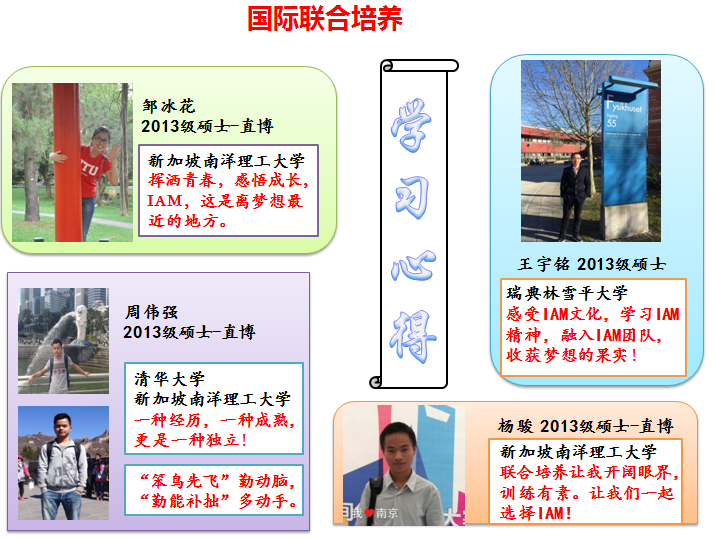 国际联合培养
邹冰花
2013级硕士-直博
新加坡南洋理工大学
挥洒青春，感悟成长，
IAM，这是离梦想最
近的地方。
TU
学
习
心
得
Fysikhuset
55
王宇铭 2013级硕士
瑞典林雪平大学
感受IAM文化，学习IAM
精神，融入IAM团队，
收获梦想的果实！
周伟强
2013级硕士-直博
清华大学
新加坡南洋理工大学
一种经历，一种成熟，
更是一种独立！
“笨鸟先飞”勤动脑，
“勤能补拙”多动手。
杨骏 2013级硕士-直博
新加坡南洋理工大学
联合培养让我开阔眼界，
训练有素。让我们一起
选择IAM！
我❤南京
大